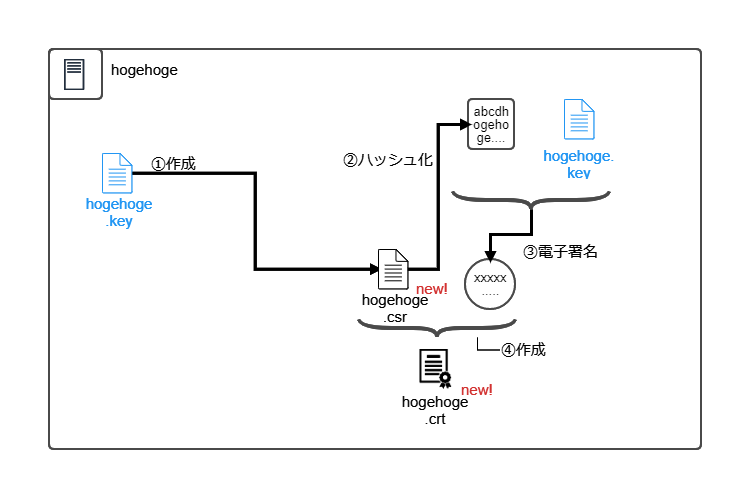 hogehoge
①作成
hogehoge
.key
②ハッシュ化
abcdh
ogeho
ge....
hogehoge.
key
③電子署名
xxxxx
.....
new!
hogehoge
.csr
④作成
new!
hogehoge
.crt